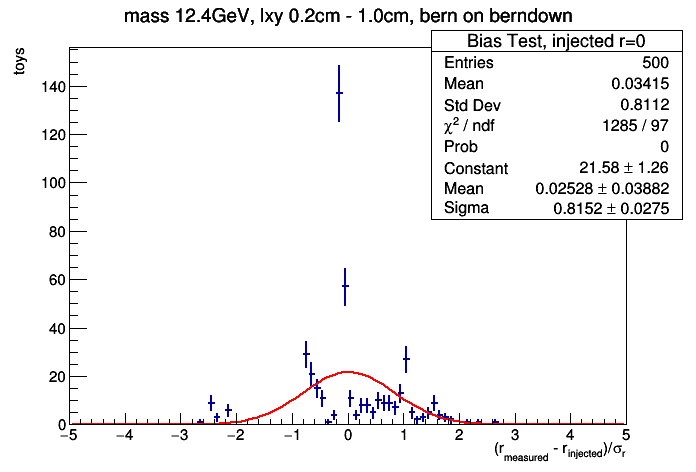 mass 12.4GeV, lxy 0.2cm - 1.0cm, bern on berndown
Bias Test, injected r=0
Entries 500
Mean 0.03415
Std Dev 0.8112
χ² / ndf 1285 / 97
Prob 0
Constant 21.58 ± 1.26
Mean 0.02528 ± 0.03882
Sigma 0.8152 ± 0.0275
toys
140
120
100
80
60
40
20
0
−5 −4 −3 −2 −1 0 1 2 3 4 5
(r_measured - r_injected)/σ_r